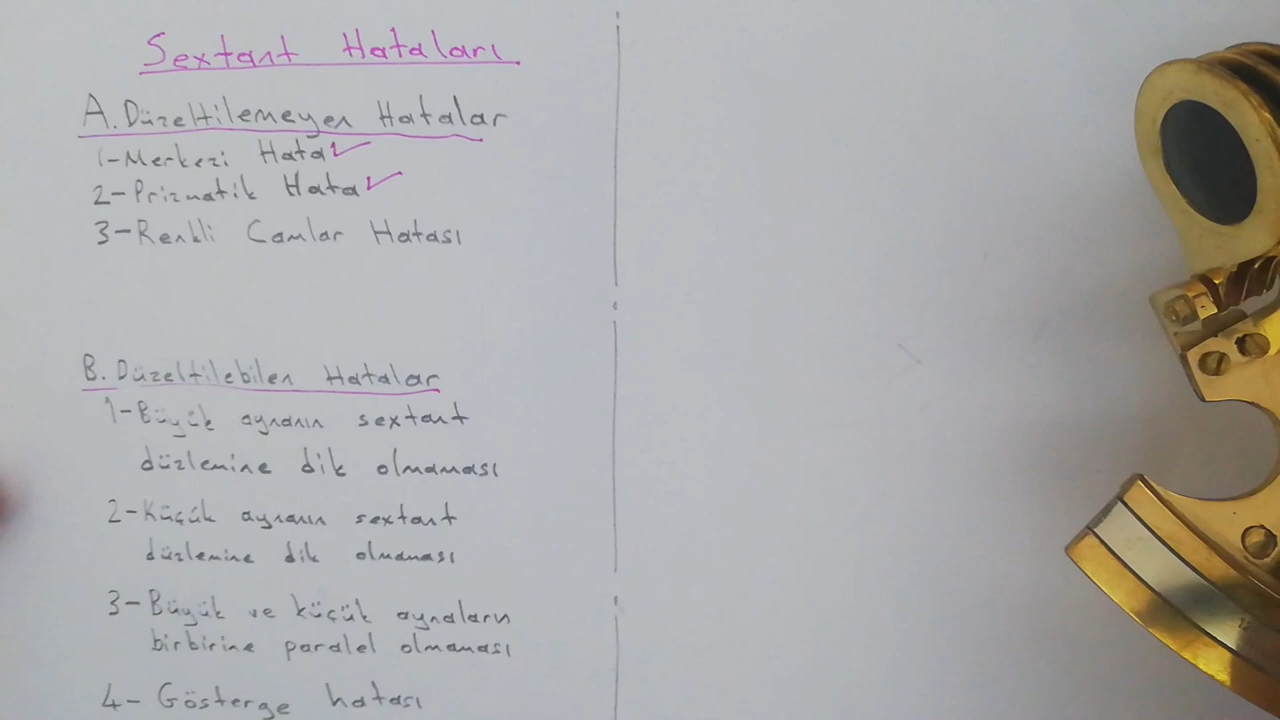 Sextant Hataları
A. Düzeltilemeyen Hatalar
1-Merkezi Hata ✓
2-Prizmatik Hata ✓
3-Renkli Camlar Hatası
B. Düzeltilebilen Hatalar
1-Büyük aynanın sextant
düzlemine dik olmaması
2-Küçük aynanın sextant
düzlemine dik olmaması
3-Büyük ve küçük aynaların
birbirine paralel olmaması
4- Gösterge hatası